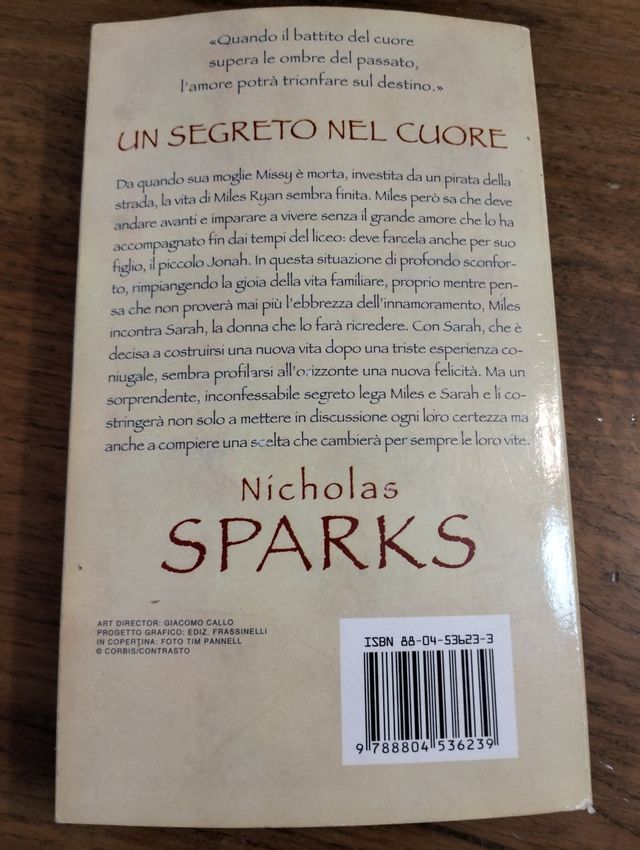 «Quando il battito del cuore
supera le ombre del passato,
l'amore potrà trionfare sul destino.»
UN SEGRETO NEL CUORE
Da quando sua moglie Missy è morta, investita da un pirata della
strada, la vita di Miles Ryan sembra finita. Miles però sa che deve
andare avanti e imparare a vivere senza il grande amore che lo ha
accompagnato fin dai tempi del liceo: deve farcela anche per suo
figlio, il piccolo Jonah. In questa situazione di profondo sconfor-
to, rimpiangendo la gioia della vita familiare, proprio mentre pen-
sa che non proverà mai più l'ebbrezza dell'innamoramento, Miles
incontra Sarah, la donna che lo farà ricredere. Con Sarah, che è
decisa a costruirsi una nuova vita dopo una triste esperienza co-
niugale, sembra profilarsi all'orizzonte una nuova felicità. Ma un
sorprendente, inconfessabile segreto lega Miles e Sarah e li co-
stringerà non solo a mettere in discussione ogni loro certezza ma
anche a compiere una scelta che cambierà per sempre le loro vite.
Nicholas
SPARKS
ART DIRECTOR: GIACOMO CALLO
PROGETTO GRAFICO: EDIZ. FRASSINELLI
IN COPERTINA: FOTO TIM PANNELL
© CORBIS/CONTRASTO
ISBN 88-04-53623-3
9 788804 536239